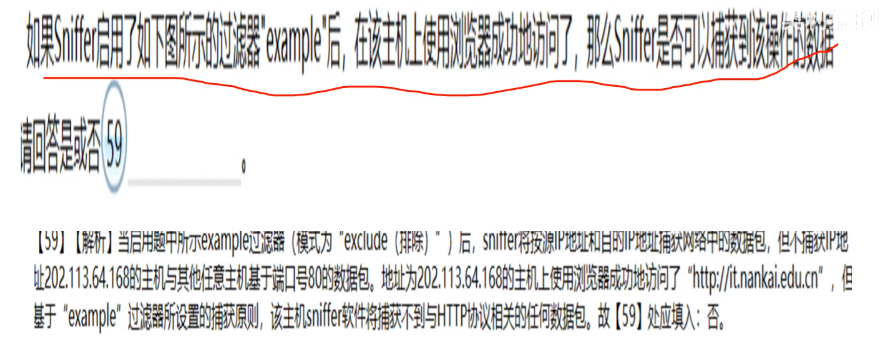 如果Sniffer启用了如下图所示的过滤器"example"后，在该主机上使用浏览器成功地访问了，那么Sniffer是否可以捕获到该操作的数据
请回答是或否 59 ________。
【59】【解析】当启用题中所示example过滤器（模式为“exclude（排除）”）后，sniffer将按源IP地址和目的IP地址捕获网络中的数据包，但不捕获IP地
址202.113.64.168的主机与其他任意主机基于端口号80的数据包。地址为202.113.64.168的主机上使用浏览器成功地访问了“http://it.nankai.edu.cn”，但
基于“example”过滤器所设置的捕获原则，该主机sniffer软件将捕获不到与HTTP协议相关的任何数据包。故【59】处应填入：否。